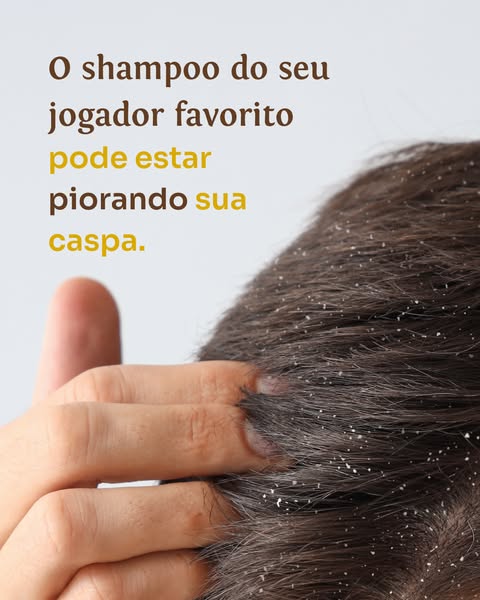 O shampoo do seu
jogador favorito
pode estar
piorando sua
caspa.